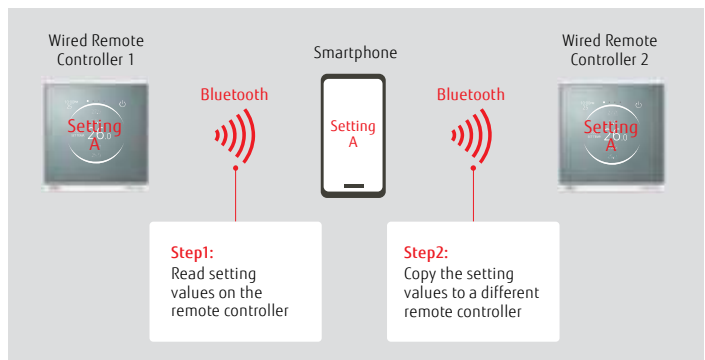 Wired Remote
Controller 1
Smartphone
Wired Remote
Controller 2
Bluetooth
Bluetooth
Setting
A
Setting
A
Setting
A
Step1:
Read setting
values on the
remote controller
Step2:
Copy the setting
values to a different
remote controller